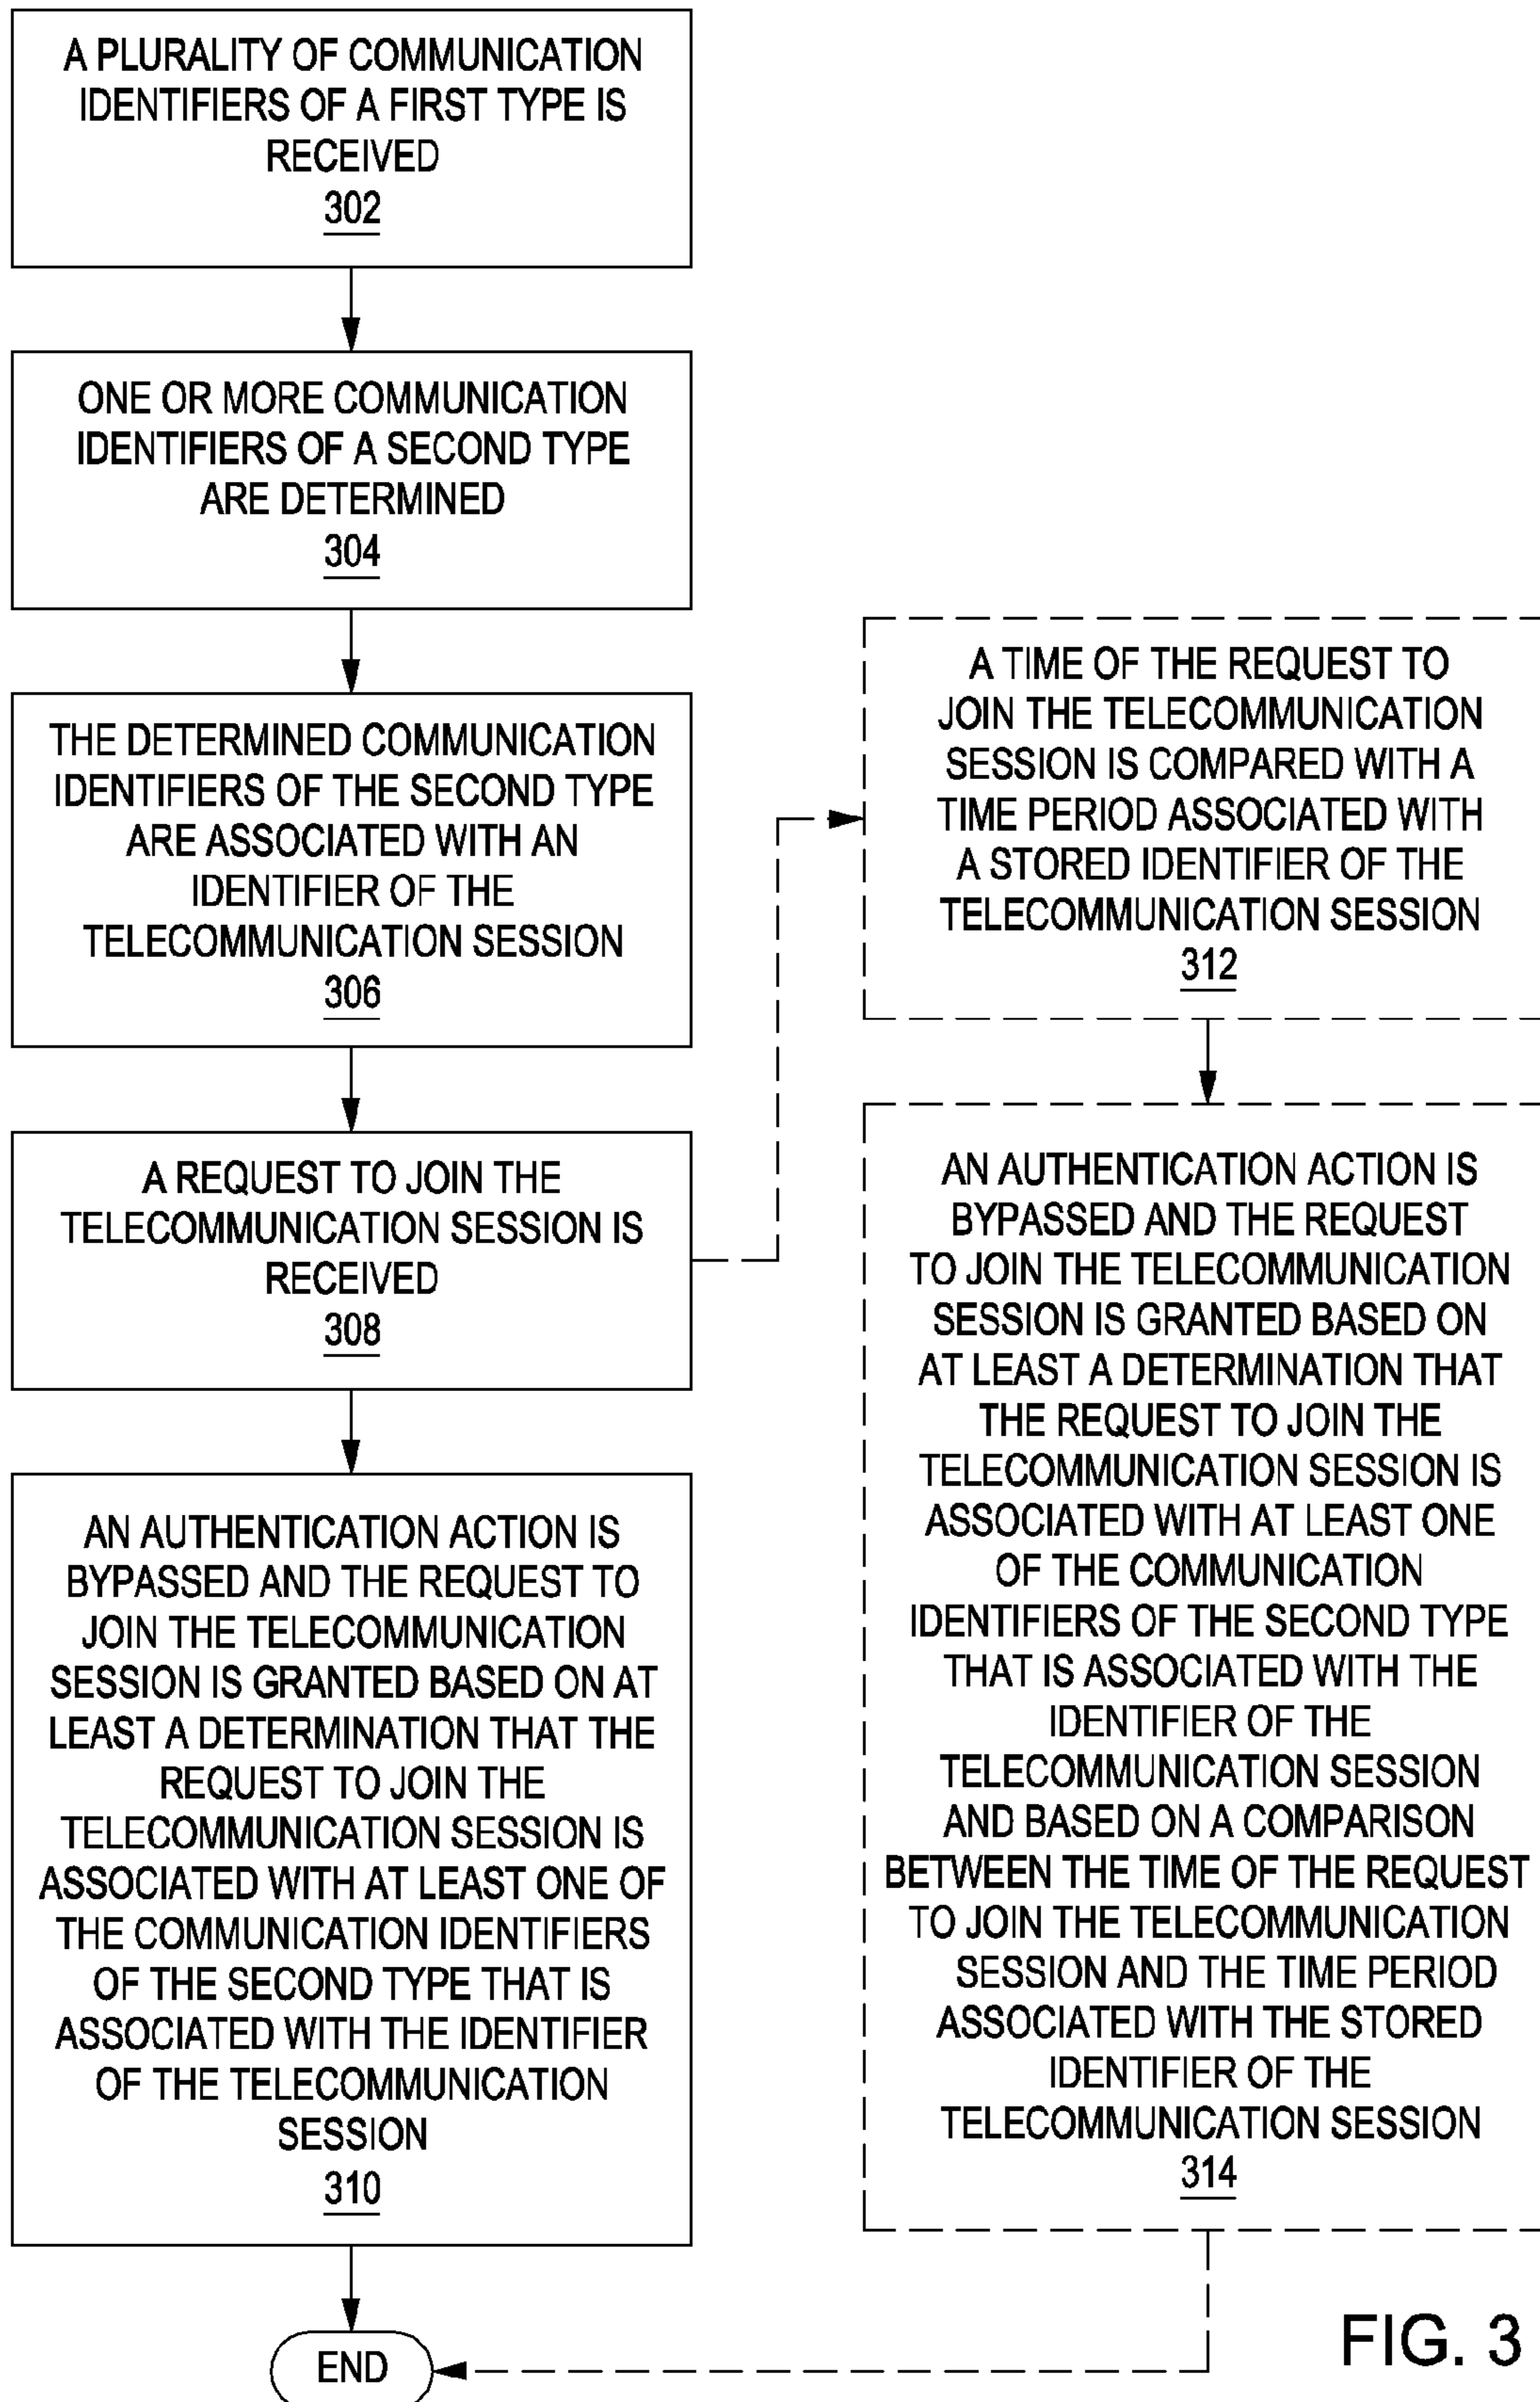 A PLURALITY OF COMMUNICATION
IDENTIFIERS OF A FIRST TYPE IS
RECEIVED
302
ONE OR MORE COMMUNICATION
IDENTIFIERS OF A SECOND TYPE
ARE DETERMINED
304
THE DETERMINED COMMUNICATION
IDENTIFIERS OF THE SECOND TYPE
ARE ASSOCIATED WITH AN
IDENTIFIER OF THE
TELECOMMUNICATION SESSION
306
A REQUEST TO JOIN THE
TELECOMMUNICATION SESSION IS
RECEIVED
308
AN AUTHENTICATION ACTION IS
BYPASSED AND THE REQUEST TO
JOIN THE TELECOMMUNICATION
SESSION IS GRANTED BASED ON AT
LEAST A DETERMINATION THAT THE
REQUEST TO JOIN THE
TELECOMMUNICATION SESSION IS
ASSOCIATED WITH AT LEAST ONE OF
THE COMMUNICATION IDENTIFIERS
OF THE SECOND TYPE THAT IS
ASSOCIATED WITH THE IDENTIFIER
OF THE TELECOMMUNICATION
SESSION
310
END
A TIME OF THE REQUEST TO
JOIN THE TELECOMMUNICATION
SESSION IS COMPARED WITH A
TIME PERIOD ASSOCIATED WITH
A STORED IDENTIFIER OF THE
TELECOMMUNICATION SESSION
312
AN AUTHENTICATION ACTION IS
BYPASSED AND THE REQUEST
TO JOIN THE TELECOMMUNICATION
SESSION IS GRANTED BASED ON
AT LEAST A DETERMINATION THAT
THE REQUEST TO JOIN THE
TELECOMMUNICATION SESSION IS
ASSOCIATED WITH AT LEAST ONE
OF THE COMMUNICATION
IDENTIFIERS OF THE SECOND TYPE
THAT IS ASSOCIATED WITH THE
IDENTIFIER OF THE
TELECOMMUNICATION SESSION
AND BASED ON A COMPARISON
BETWEEN THE TIME OF THE REQUEST
TO JOIN THE TELECOMMUNICATION
SESSION AND THE TIME PERIOD
ASSOCIATED WITH THE STORED
IDENTIFIER OF THE
TELECOMMUNICATION SESSION
314
FIG. 3